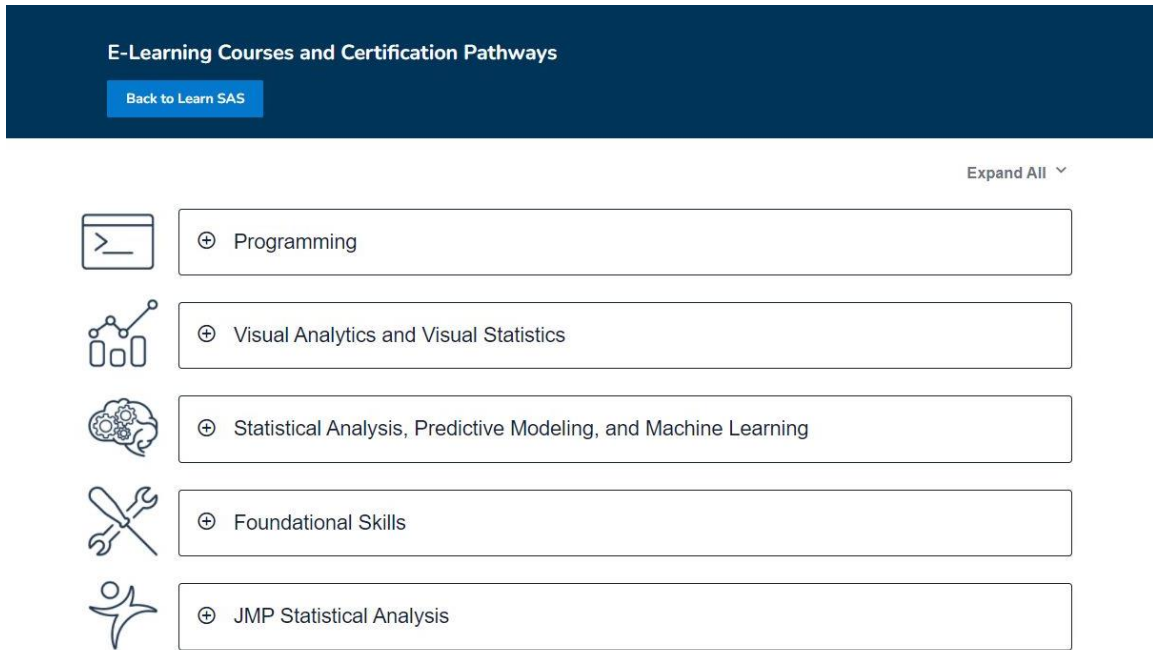 E-Learning Courses and Certification Pathways
Back to Learn SAS
Expand All
Programming
Visual Analytics and Visual Statistics
Statistical Analysis, Predictive Modeling, and Machine Learning
Foundational Skills
JMP Statistical Analysis